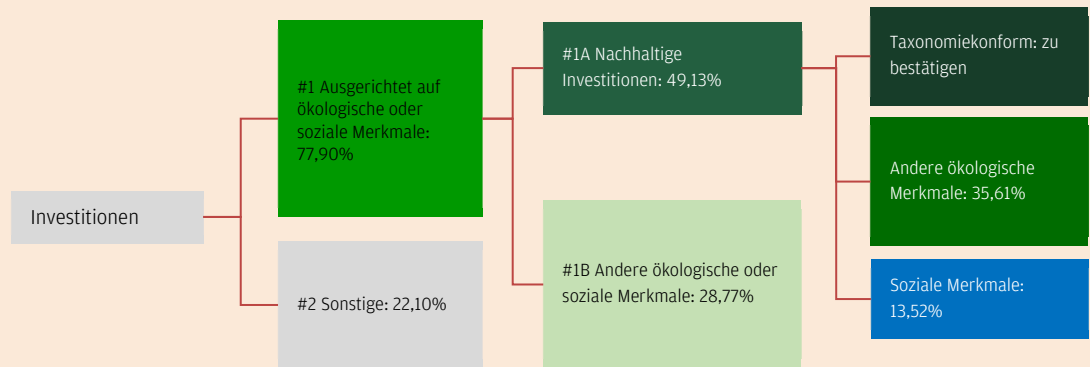 Investitionen
#1 Ausgerichtet auf
ökologische oder
soziale Merkmale:
77,90%
#2 Sonstige: 22,10%
#1A Nachhaltige
Investitionen: 49,13%
#1B Andere ökologische oder
soziale Merkmale: 28,77%
Taxonomiekonform: zu
bestätigen
Andere ökologische
Merkmale: 35,61%
Soziale Merkmale:
13,52%